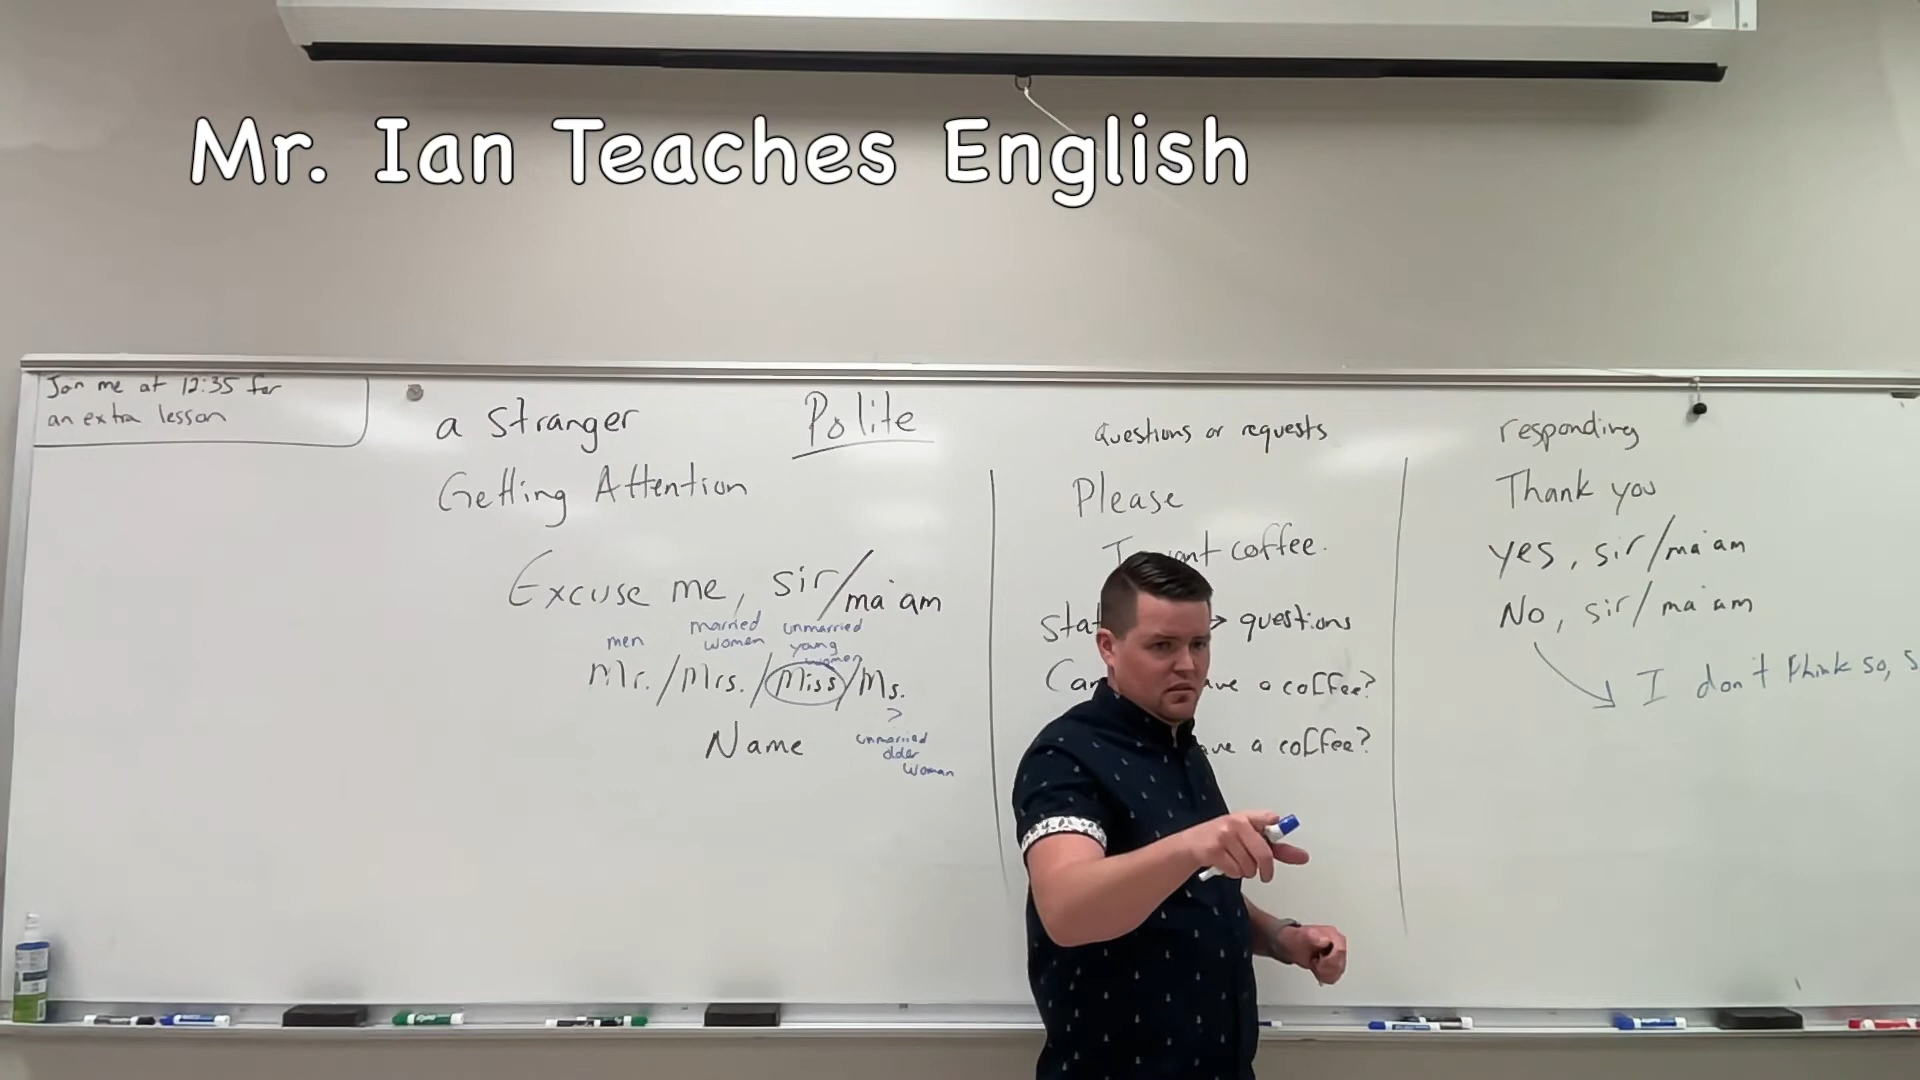 Mr. Ian Teaches English
Join me at 12:35 for
an extra lesson
a stranger
Polite
Getting Attention
Excuse me, sir/ma'am
men
married
women
unmarried
young
women
Mr./Mrs./Miss/Ms.
Name
unmarried
older
woman
Questions or requests
Please
coffee.
→ questions
a coffee?
a coffee?
responding
Thank you
yes, sir/ma'am
No, sir/ma'am
I don't think so,